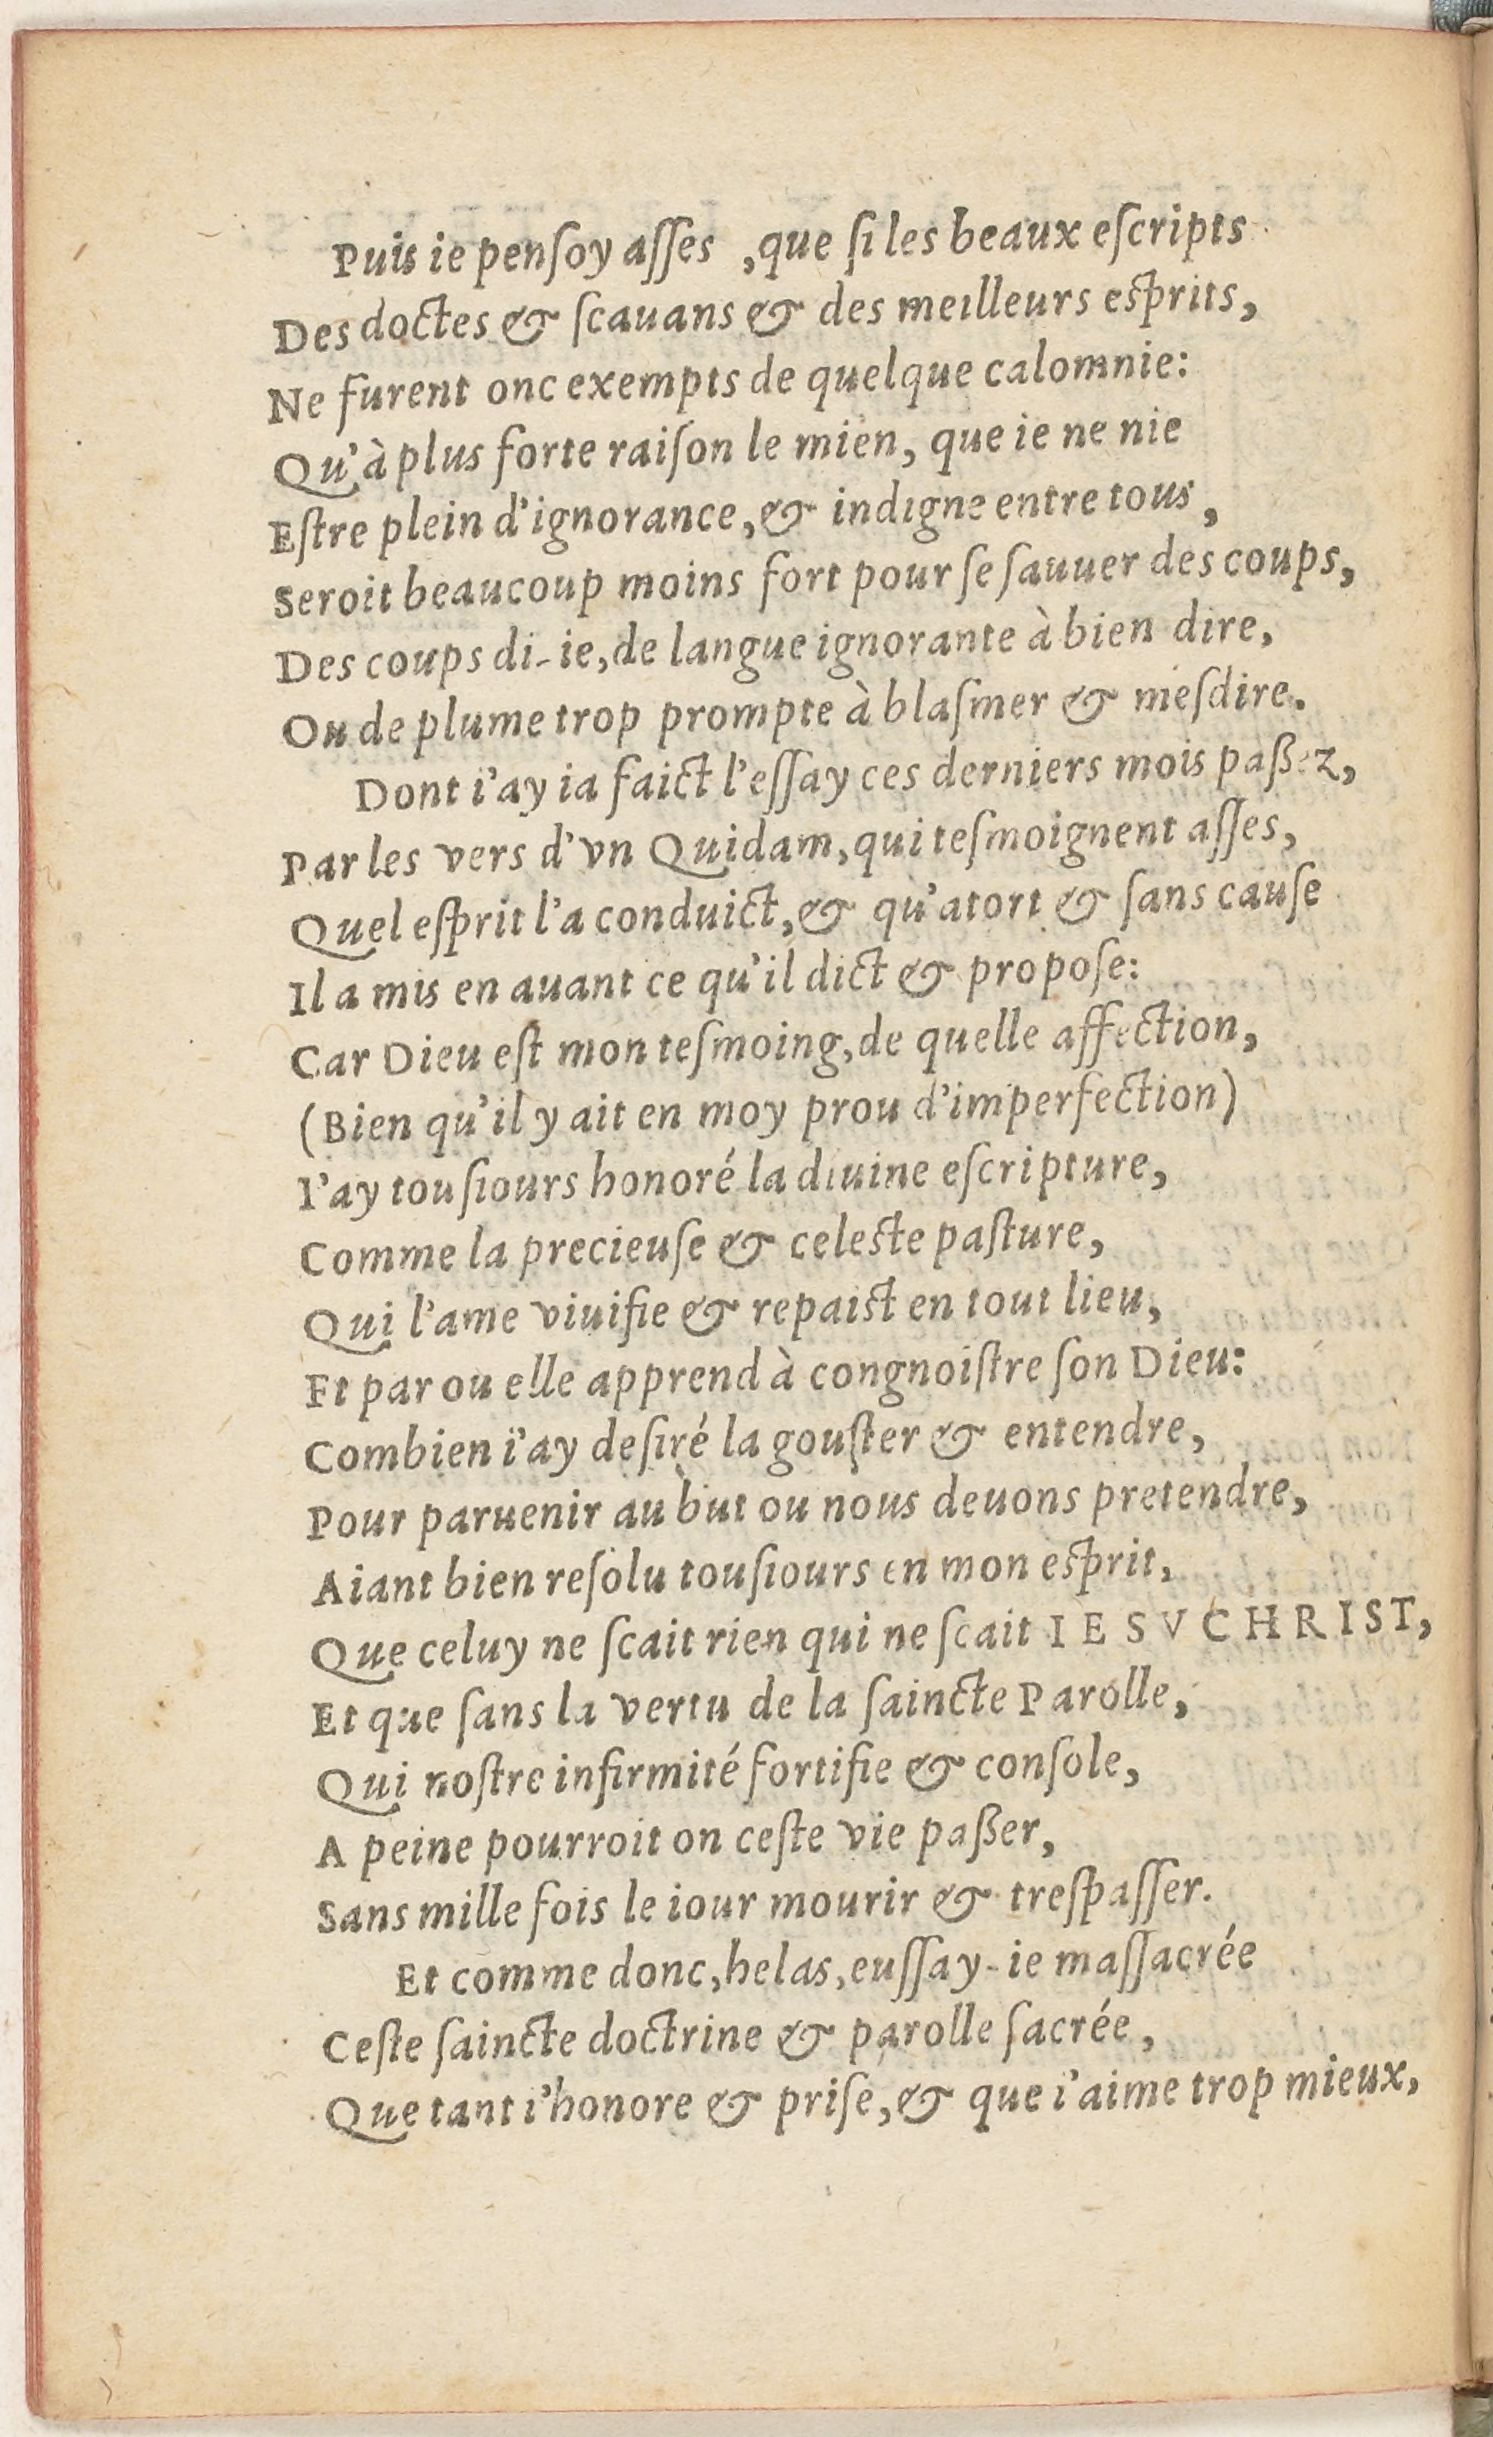 Puis ie penſoy aſſes , que ſi les beaux eſcripts
Des doctes & ſcauans & des meilleurs eſprits,
Ne furent onc exempts de quelque calomnie:
Qu'à plus forte raiſon le mien, que ie ne nie
Eſtre plein d'ignorance, & indigne entre tous,
Seroit beaucoup moins fort pour ſe ſauuer des coups,
Des coups di-ie, de langue ignorante à bien dire,
Ou de plume trop prompte à blaſmer & meſdire.
Dont i'ay ia faict l'eſſay ces derniers mois paßez,
Par les vers d'vn Quidam, qui teſmoignent aſſes,
Quel eſprit l'a conduict, & qu'atort & ſans cauſe
Il a mis en auant ce qu'il dict & propoſe:
Car Dieu eſt mon teſmoing, de quelle affection,
(Bien qu'il y ait en moy prou d'imperfection)
I'ay touſiours honoré la diuine eſcripture,
Comme la precieuſe & celeſte paſture,
Qui l'ame viuifie & repaiſt en tout lieu,
Et par ou elle apprend à congnoiſtre ſon Dieu:
Combien i'ay deſiré la gouſter & entendre,
Pour paruenir au but ou nous deuons pretendre,
Aiant bien reſolu touſiours en mon eſprit,
Que celuy ne ſcait rien qui ne ſcait IESVCHRIST,
Et que ſans la vertu de la ſaincte Parolle,
Qui noſtre infirmité fortifie & conſole,
A peine pourroit on ceſte vie paßer,
Sans mille fois le iour mourir & treſpaſſer.
Et comme donc, helas, euſſay-ie maſſacrée
Ceſte ſaincte doctrine & parolle ſacrée,
Que tant i'honore & priſe, & que i'aime trop mieux,